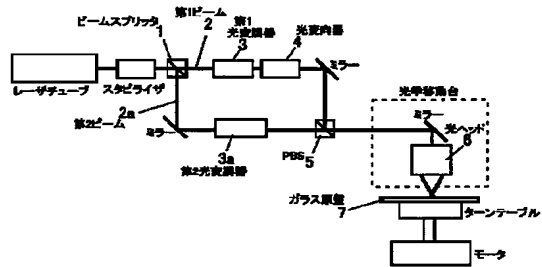 ビームスプリッタ
1
第1ビーム
2
第1
光変調器
3
光変向器
4
ミラー
レーザチューブ
スタビライザ
2a
第2ビーム
ミラー
3a
第2光変調器
PBS
5
光学移動台
ミラー
光ヘッド
6
ガラス原盤
7
ターンテーブル
モータ